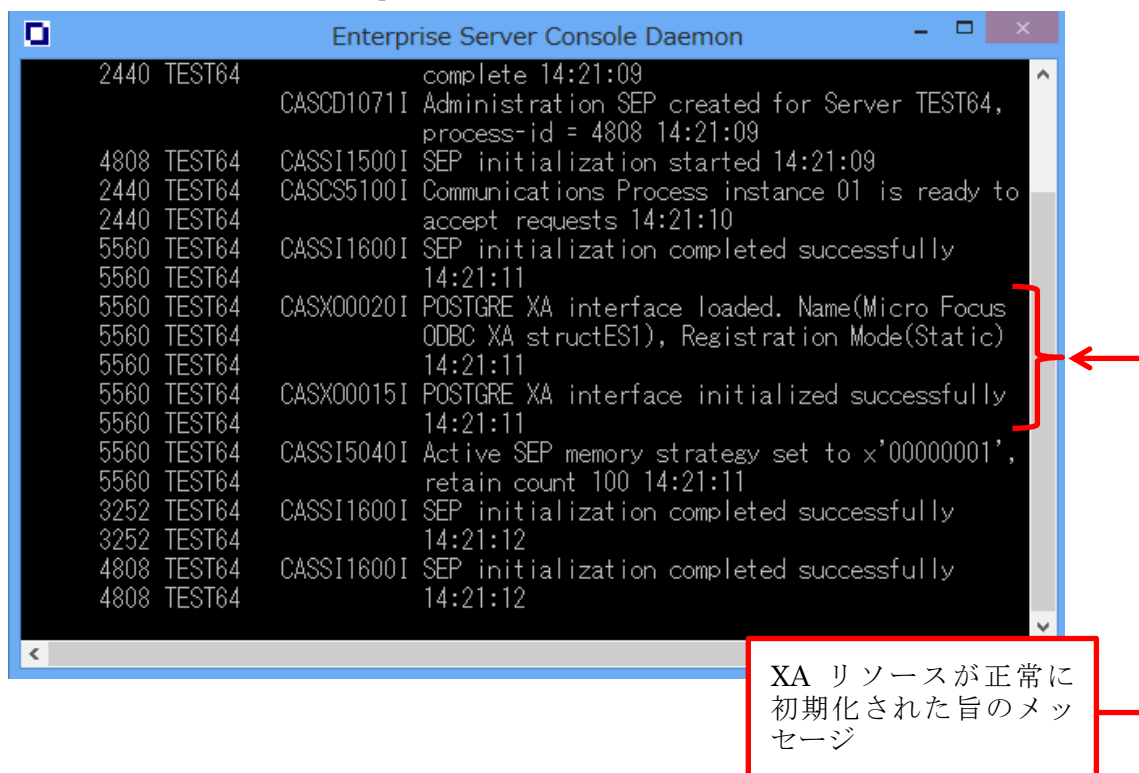 Enterprise Server Console Daemon
2440 TEST64 complete 14:21:09
CASCD1071I Administration SEP created for Server TEST64,
process-id = 4808 14:21:09
4808 TEST64 CASSI1500I SEP initialization started 14:21:09
2440 TEST64 CASCS5100I Communications Process instance 01 is ready to
2440 TEST64 accept requests 14:21:10
5560 TEST64 CASSI1600I SEP initialization completed successfully
5560 TEST64 14:21:11
5560 TEST64 CASXO0020I POSTGRE XA interface loaded. Name(Micro Focus
5560 TEST64 ODBC XA structES1), Registration Mode(Static)
5560 TEST64 14:21:11
5560 TEST64 CASXO0015I POSTGRE XA interface initialized successfully
5560 TEST64 14:21:11
5560 TEST64 CASSI5040I Active SEP memory strategy set to x'00000001',
5560 TEST64 retain count 100 14:21:11
3252 TEST64 CASSI1600I SEP initialization completed successfully
3252 TEST64 14:21:12
4808 TEST64 CASSI1600I SEP initialization completed successfully
4808 TEST64 14:21:12
XA リソースが正常に
初期化された旨のメッ
セージ